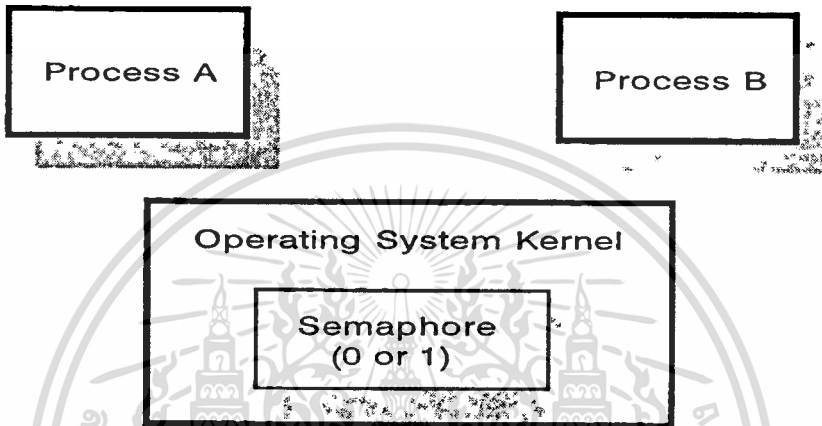 Process A
Process B
Operating System Kernel
Semaphore
(0 or 1)